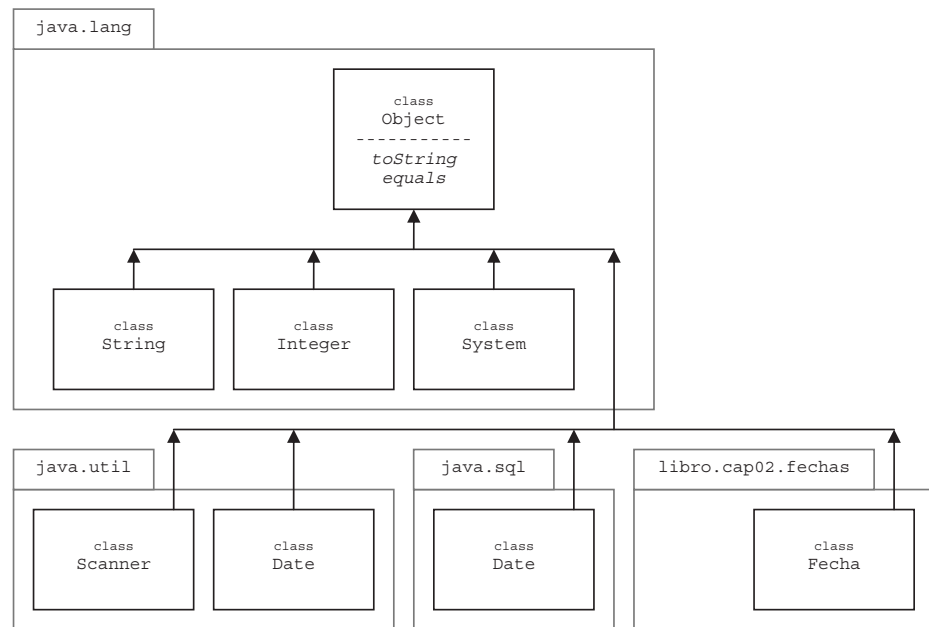 java.lang
class
Object
-----------
toString
equals
class
String
class
Integer
class
System
java.util
java.sql
libro.cap02.fechas
class
Scanner
class
Date
class
Date
class
Fecha